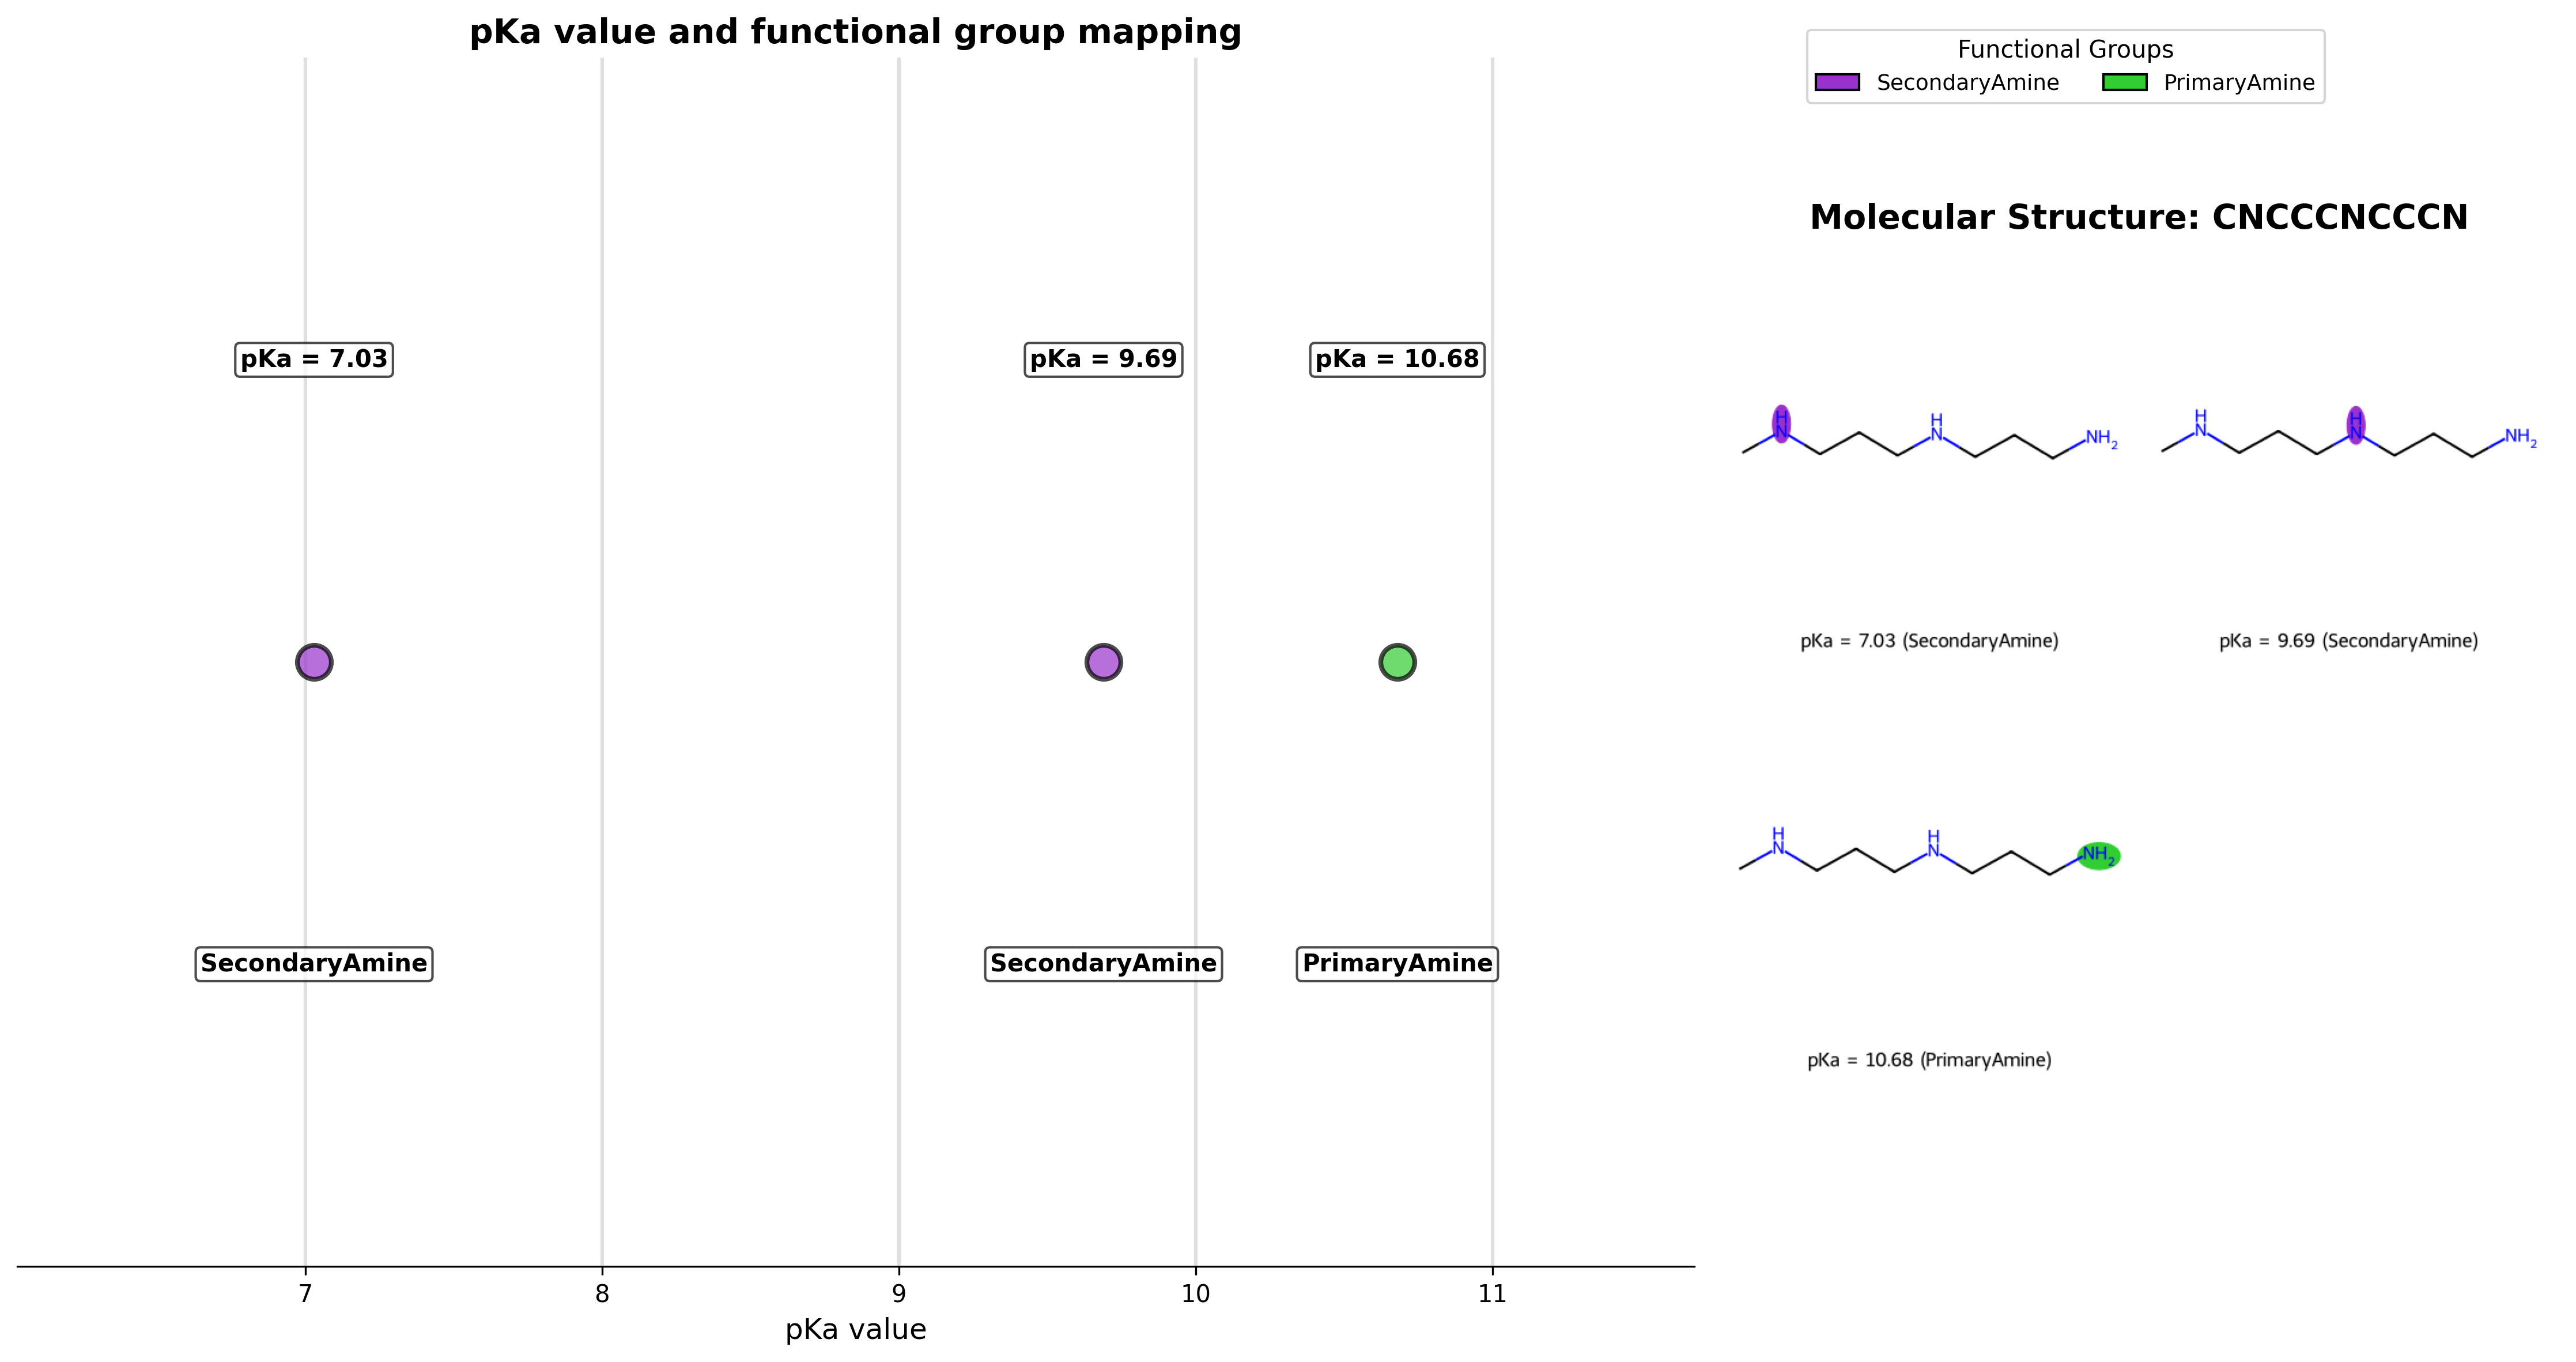 pKa value and functional group mapping
pKa = 7.03
pKa = 9.69
pKa = 10.68
SecondaryAmine
SecondaryAmine
PrimaryAmine
7
8
9
10
11
pKa value
Functional Groups
SecondaryAmine
PrimaryAmine
Molecular Structure: CNCCCNCCCN
H
N
H
N
NH2
pKa = 7.03 (SecondaryAmine)
H
N
H
N
NH2
pKa = 9.69 (SecondaryAmine)
H
N
H
N
NH2
pKa = 10.68 (PrimaryAmine)